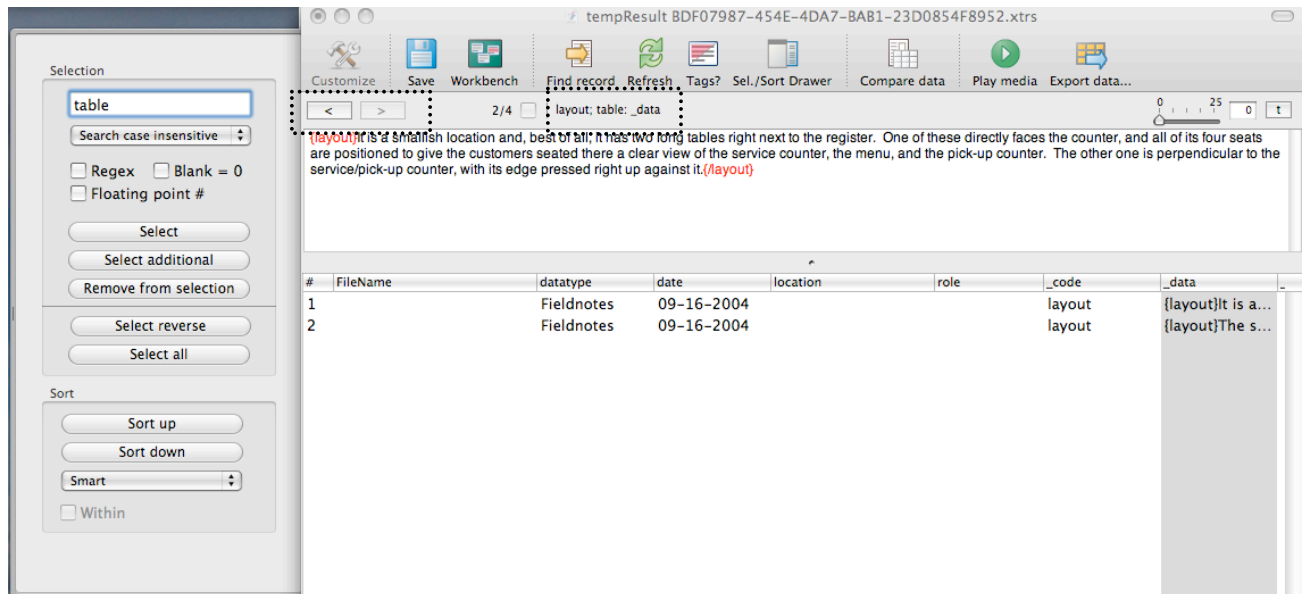 tempResult BDF07987-454E-4DA7-BAB1-23D0854F8952.xtrs
Customize Save Workbench Find record Refresh Tags? Sel./Sort Drawer Compare data Play media Export data...
< > 2/4 layout; table: _data 0 25 0 t
{layout}It is a smallish location and, best of all, it has two long tables right next to the register. One of these directly faces the counter, and all of its four seats
are positioned to give the customers seated there a clear view of the service counter, the menu, and the pick-up counter. The other one is perpendicular to the
service/pick-up counter, with its edge pressed right up against it.{/layout}
# FileName datatype date location role _code _data _
1 Fieldnotes 09-16-2004 layout {layout}It is a...
2 Fieldnotes 09-16-2004 layout {layout}The s...
Selection
table
Search case insensitive
Regex Blank = 0
Floating point #
Select
Select additional
Remove from selection
Select reverse
Select all
Sort
Sort up
Sort down
Smart
Within